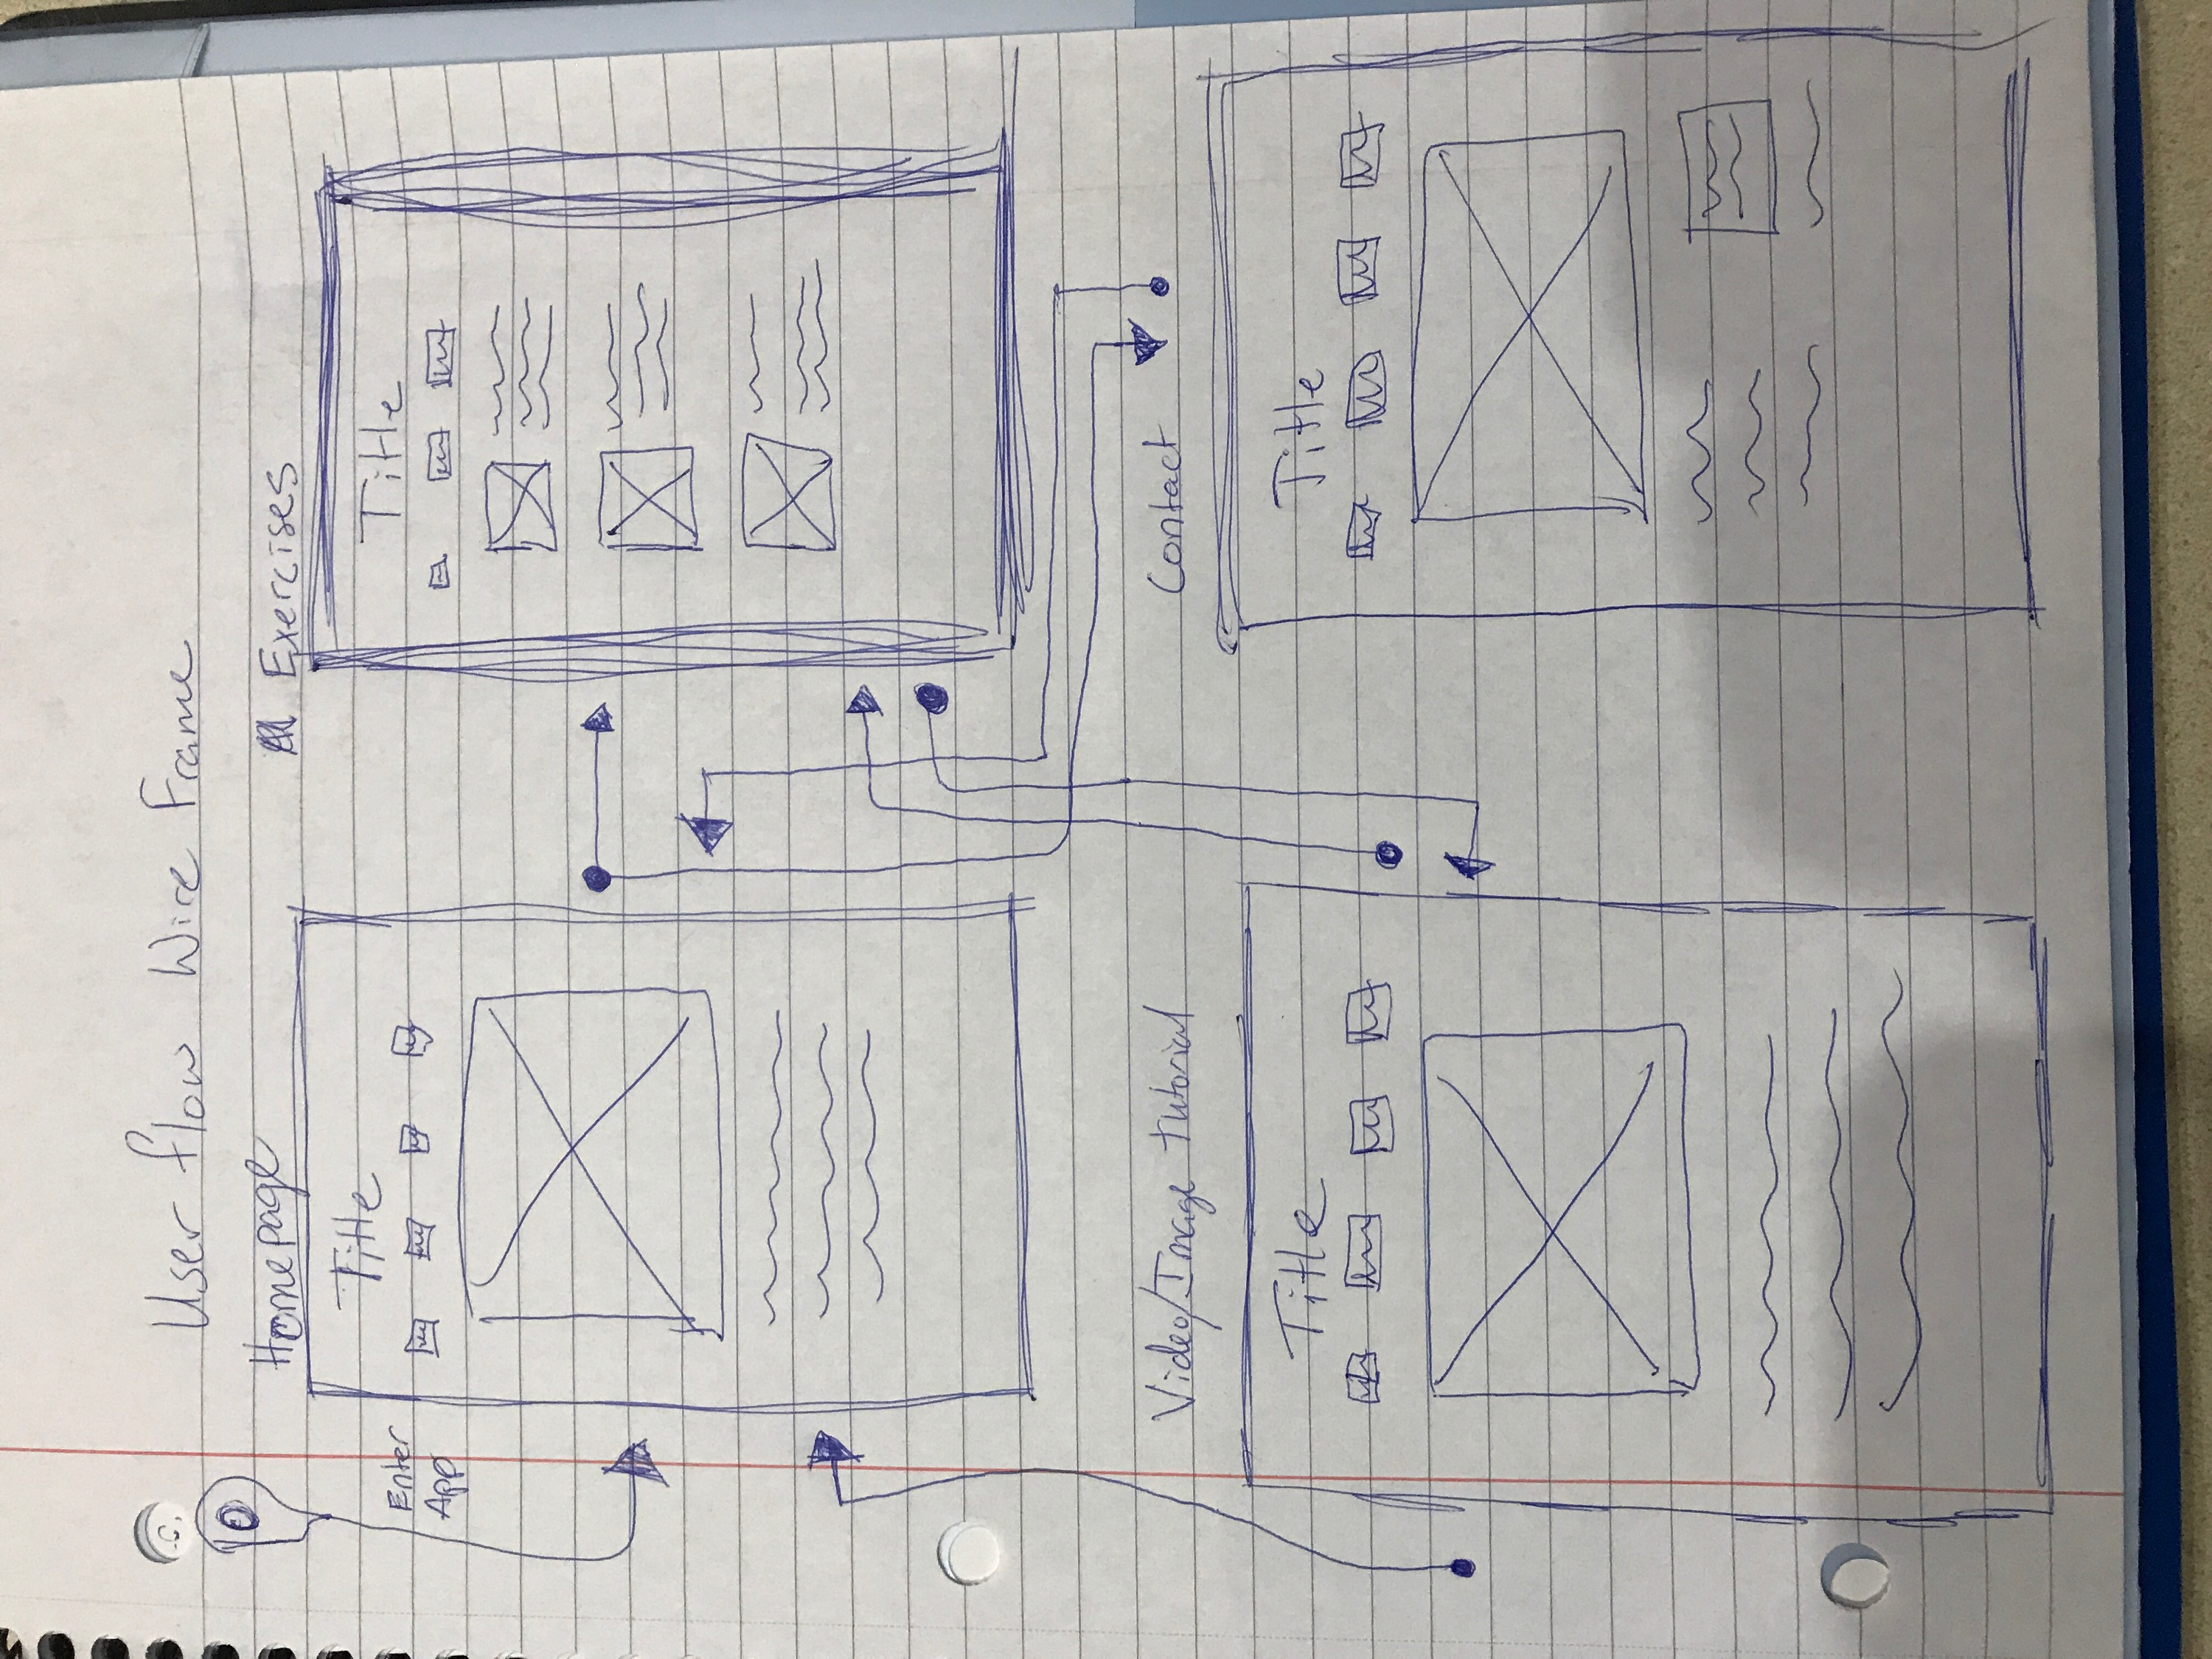 User flow Wire Frame
Homepage
Exercises
Title
Title
Enter
App
Video/Image tutorial
Contact
Title
Title